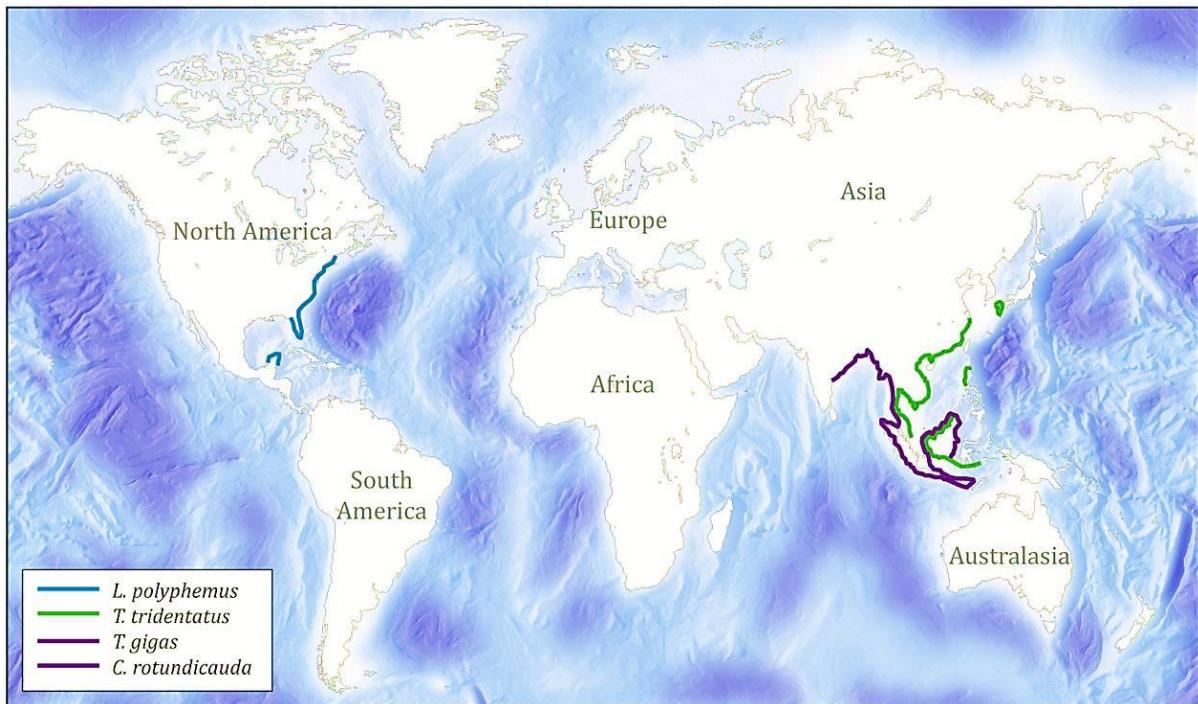 North America
Europe
Asia
Africa
South
America
Australasia
L. polyphemus
T. tridentatus
T. gigas
C. rotundicauda